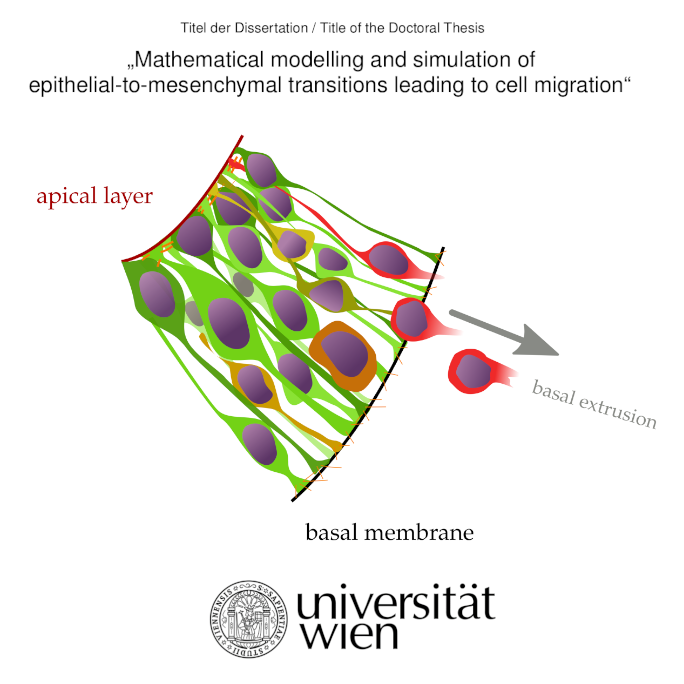 Titel der Dissertation / Title of the Doctoral Thesis
„Mathematical modelling and simulation of
epithelial-to-mesenchymal transitions leading to cell migration“
apical layer
basal extrusion
basal membrane
universität
wien